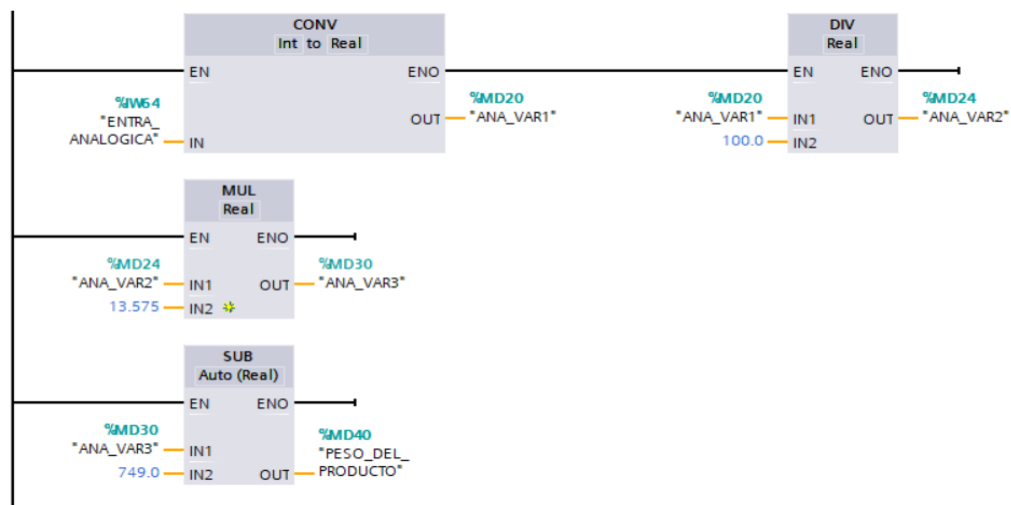 CONV
Int to Real
EN
ENO
%IW64
"ENTRA_
ANALOGICA"
IN
OUT
%MD20
"ANA_VAR1"
DIV
Real
EN
ENO
%MD20
"ANA_VAR1"
IN1
100.0
IN2
OUT
%MD24
"ANA_VAR2"
MUL
Real
EN
ENO
%MD24
"ANA_VAR2"
IN1
13.575
IN2
OUT
%MD30
"ANA_VAR3"
SUB
Auto (Real)
EN
ENO
%MD30
"ANA_VAR3"
IN1
749.0
IN2
OUT
%MD40
"PESO_DEL_
PRODUCTO"